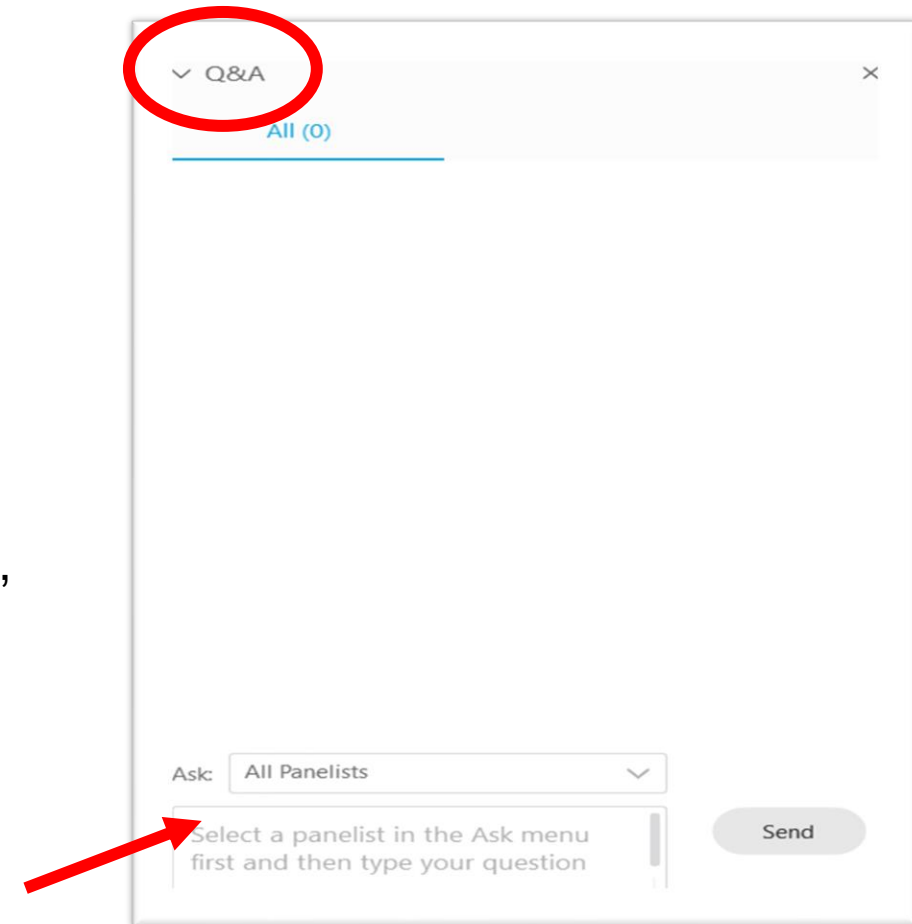 Q&A
All (0)
,
Ask: All Panelists
Select a panelist in the Ask menu
first and then type your question
Send